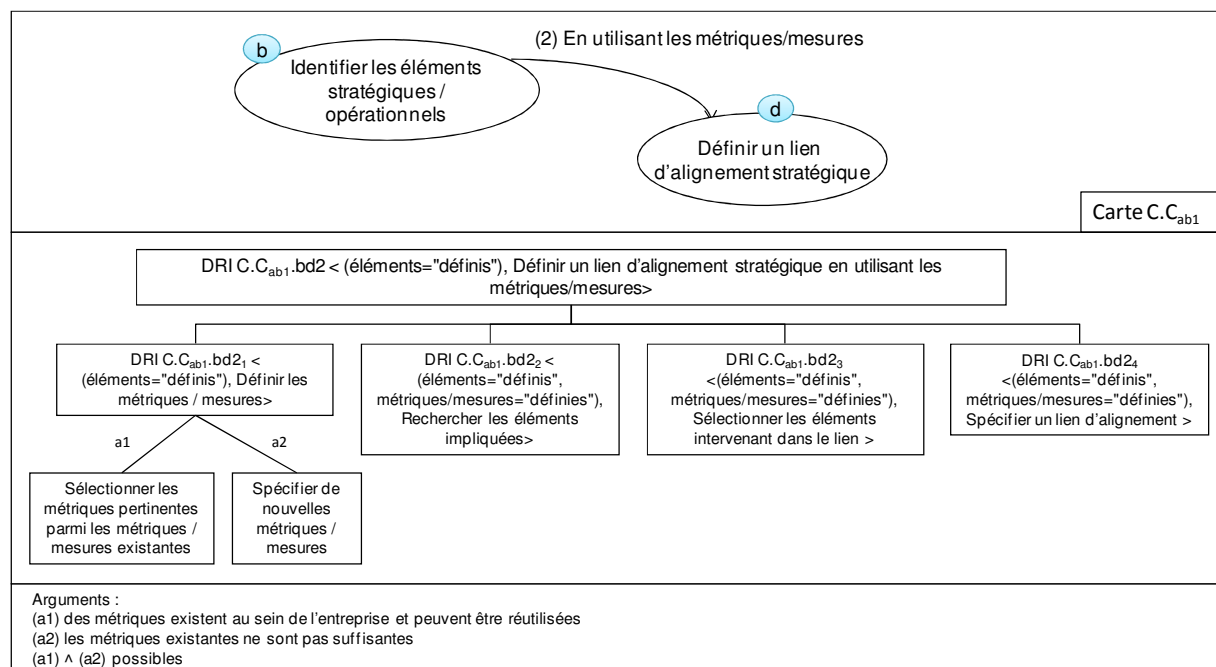 (2) En utilisant les métriques/mesures
b
Identifier les éléments
stratégiques /
opérationnels
d
Définir un lien
d'alignement stratégique
Carte C.Cab1
DRI C.Cab1.bd2 < (éléments="définis"), Définir un lien d'alignement stratégique en utilisant les
métriques/mesures>
DRI C.Cab1.bd21 <
(éléments="définis"), Définir les
métriques / mesures>
DRI C.Cab1.bd22 <
(éléments="définis",
métriques/mesures="définies"),
Rechercher les éléments
impliquées>
DRI C.Cab1.bd23
<(éléments="définis",
métriques/mesures="définies"),
Sélectionner les éléments
intervenant dans le lien >
DRI C.Cab1.bd24
<(éléments="définis",
métriques/mesures="définies"),
Spécifier un lien d'alignement >
a1
a2
Sélectionner les
métriques pertinentes
parmi les métriques /
mesures existantes
Spécifier de
nouvelles
métriques /
mesures
Arguments :
(a1) des métriques existent au sein de l'entreprise et peuvent être réutilisées
(a2) les métriques existantes ne sont pas suffisantes
(a1) ∧ (a2) possibles